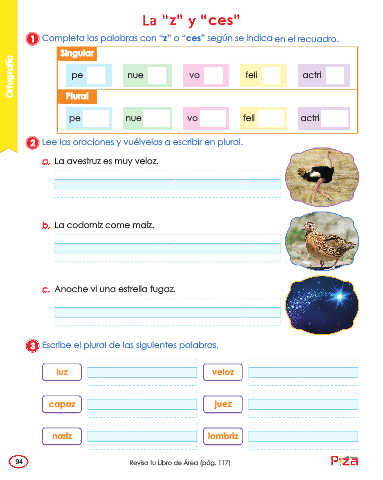 La “z” y “ces”
1 Completa las palabras con “z” o “ces” según se indica en el recuadro.
Singular
pe nue vo feli actri
Plural
pe nue vo feli actri
2 Lee las oraciones y vuélvelas a escribir en plural.
a. La avestruz es muy veloz.
b. La codorniz come maíz.
c. Anoche vi una estrella fugaz.
3 Escribe el plural de las siguientes palabras.
luz veloz
capaz juez
nariz lombriz
94 Revisa tu Libro de Área (pág. 117)
Ortografía